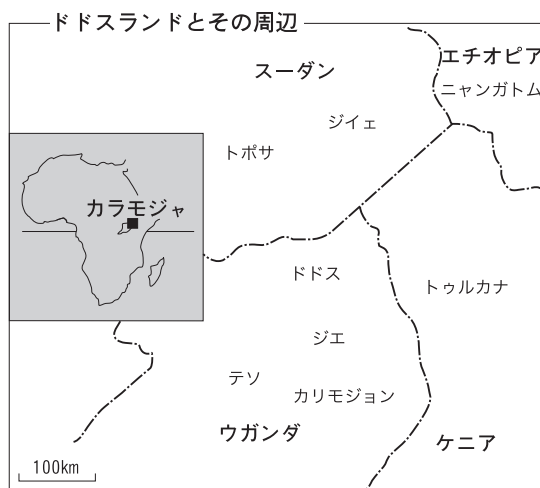 ドドスランドとその周辺
エチオピア
スーダン
ニャンガトム
ジイェ
トポサ
カラモジャ
ドドス
トゥルカナ
ジエ
テソ
カリモジョン
ウガンダ
ケニア
100km